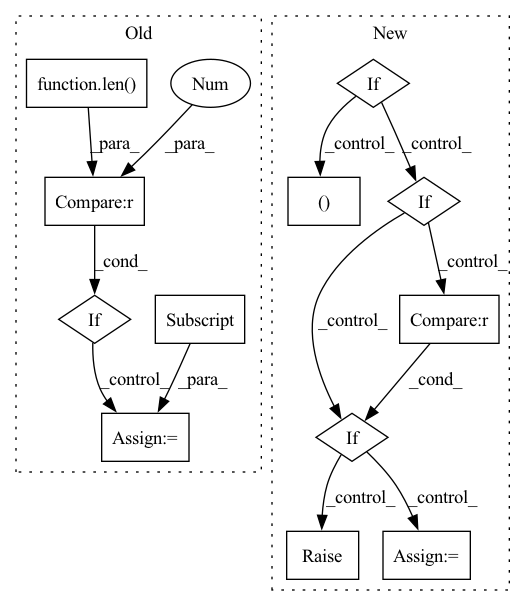 Old
function.len()
Num
_para_
_para_
Compare:r
_cond_
If
Subscript
_control_
_para_
Assign:=
New
If
_control_
_control_
()
If
_control_
_control_
Compare:r
_cond_
If
_control_
_control_
Raise
Assign:=